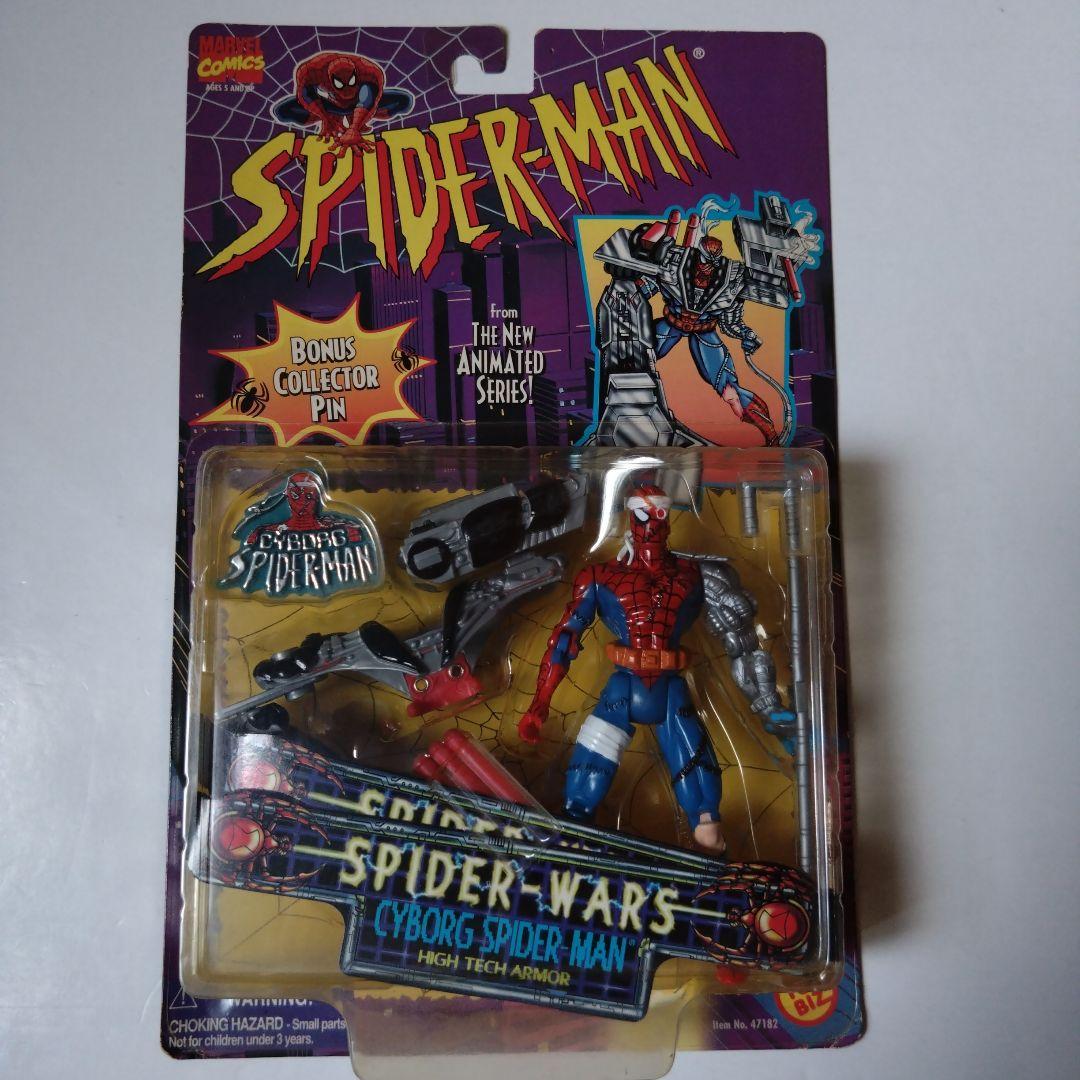 MARVEL
COMICS
AGES 5 AND UP
SPIDER-MAN®
BONUS
COLLECTOR
PIN
from
THE NEW
ANIMATED
SERIES!
CYBORG
SPIDER-MAN
SPIDER-WARS
CYBORG SPIDER-MAN
HIGH TECH ARMOR
WARNING:
CHOKING HAZARD - Small parts
Not for children under 3 years.
Item No. 47182
BIZ